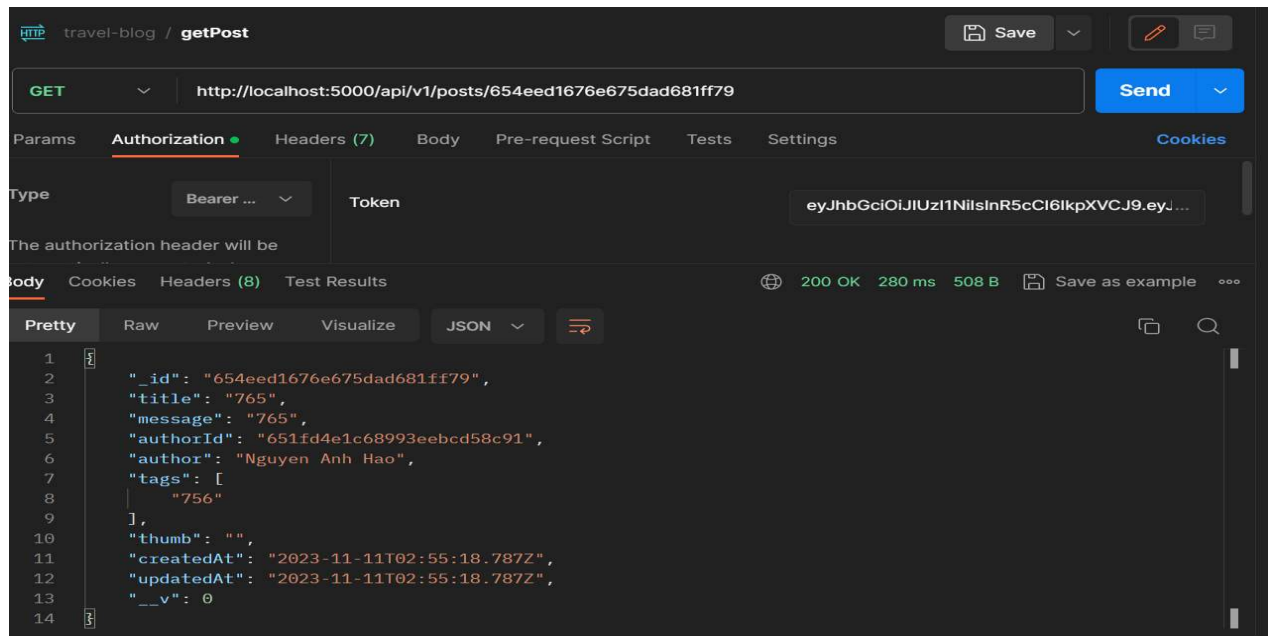 HTTP travel-blog / getPost Save
GET http://localhost:5000/api/v1/posts/654eed1676e675dad681ff79 Send
Params Authorization Headers (7) Body Pre-request Script Tests Settings Cookies
Type Bearer ... Token eyJhbGciOiJIUzI1NiIsInR5cCI6IkpXVCJ9.eyJ...
The authorization header will be
Body Cookies Headers (8) Test Results 200 OK 280 ms 508 B Save as example
Pretty Raw Preview Visualize JSON
1 {
2 "_id": "654eed1676e675dad681ff79",
3 "title": "765",
4 "message": "765",
5 "authorId": "651fd4e1c68993eebcd58c91",
6 "author": "Nguyen Anh Hao",
7 "tags": [
8 "756"
9 ],
10 "thumb": "",
11 "createdAt": "2023-11-11T02:55:18.787Z",
12 "updatedAt": "2023-11-11T02:55:18.787Z",
13 "__v": 0
14 }